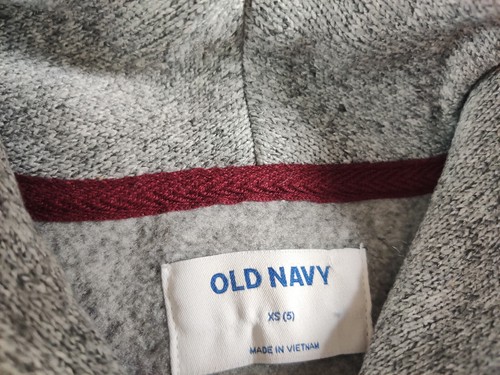 OLD NAVY
XS (5)
MADE IN VIETNAM